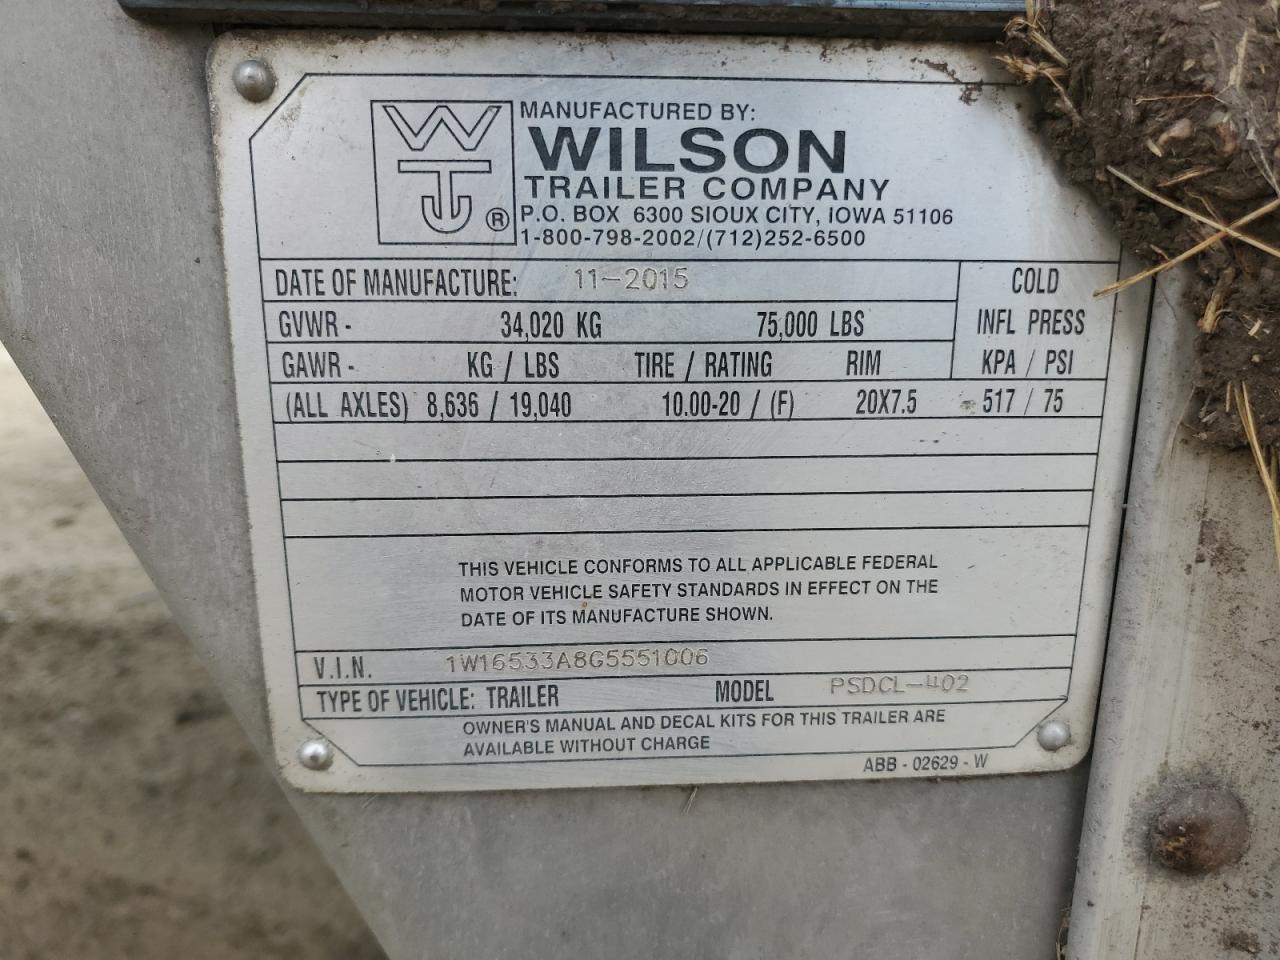 MANUFACTURED BY:
WILSON
TRAILER COMPANY
P.O. BOX 6300 SIOUX CITY, IOWA 51106
1-800-798-2002/(712)252-6500
WTJ ®
DATE OF MANUFACTURE: 11-2015
COLD
GVWR - 34,020 KG 75,000 LBS
INFL PRESS
GAWR - KG / LBS TIRE / RATING RIM KPA / PSI
(ALL AXLES) 8,636 / 19,040 10.00-20 / (F) 20X7.5 517 / 75
THIS VEHICLE CONFORMS TO ALL APPLICABLE FEDERAL
MOTOR VEHICLE SAFETY STANDARDS IN EFFECT ON THE
DATE OF ITS MANUFACTURE SHOWN.
V.I.N. 1W16533A8G5551006
TYPE OF VEHICLE: TRAILER MODEL PSDCL-402
OWNER'S MANUAL AND DECAL KITS FOR THIS TRAILER ARE
AVAILABLE WITHOUT CHARGE
ABB - 02629 - W